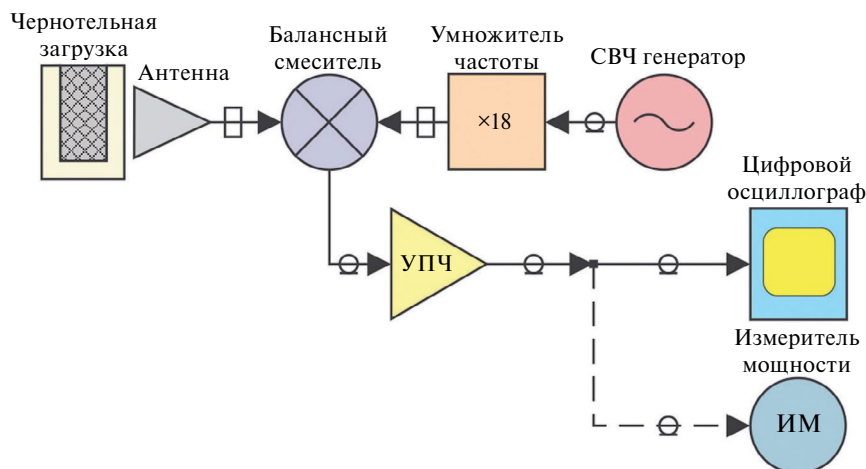 Чернотельная
загрузка
Антенна
Балансный
смеситель
Умножитель
частоты
СВЧ генератор
×18
Цифровой
осциллограф
УПЧ
Измеритель
мощности
ИМ